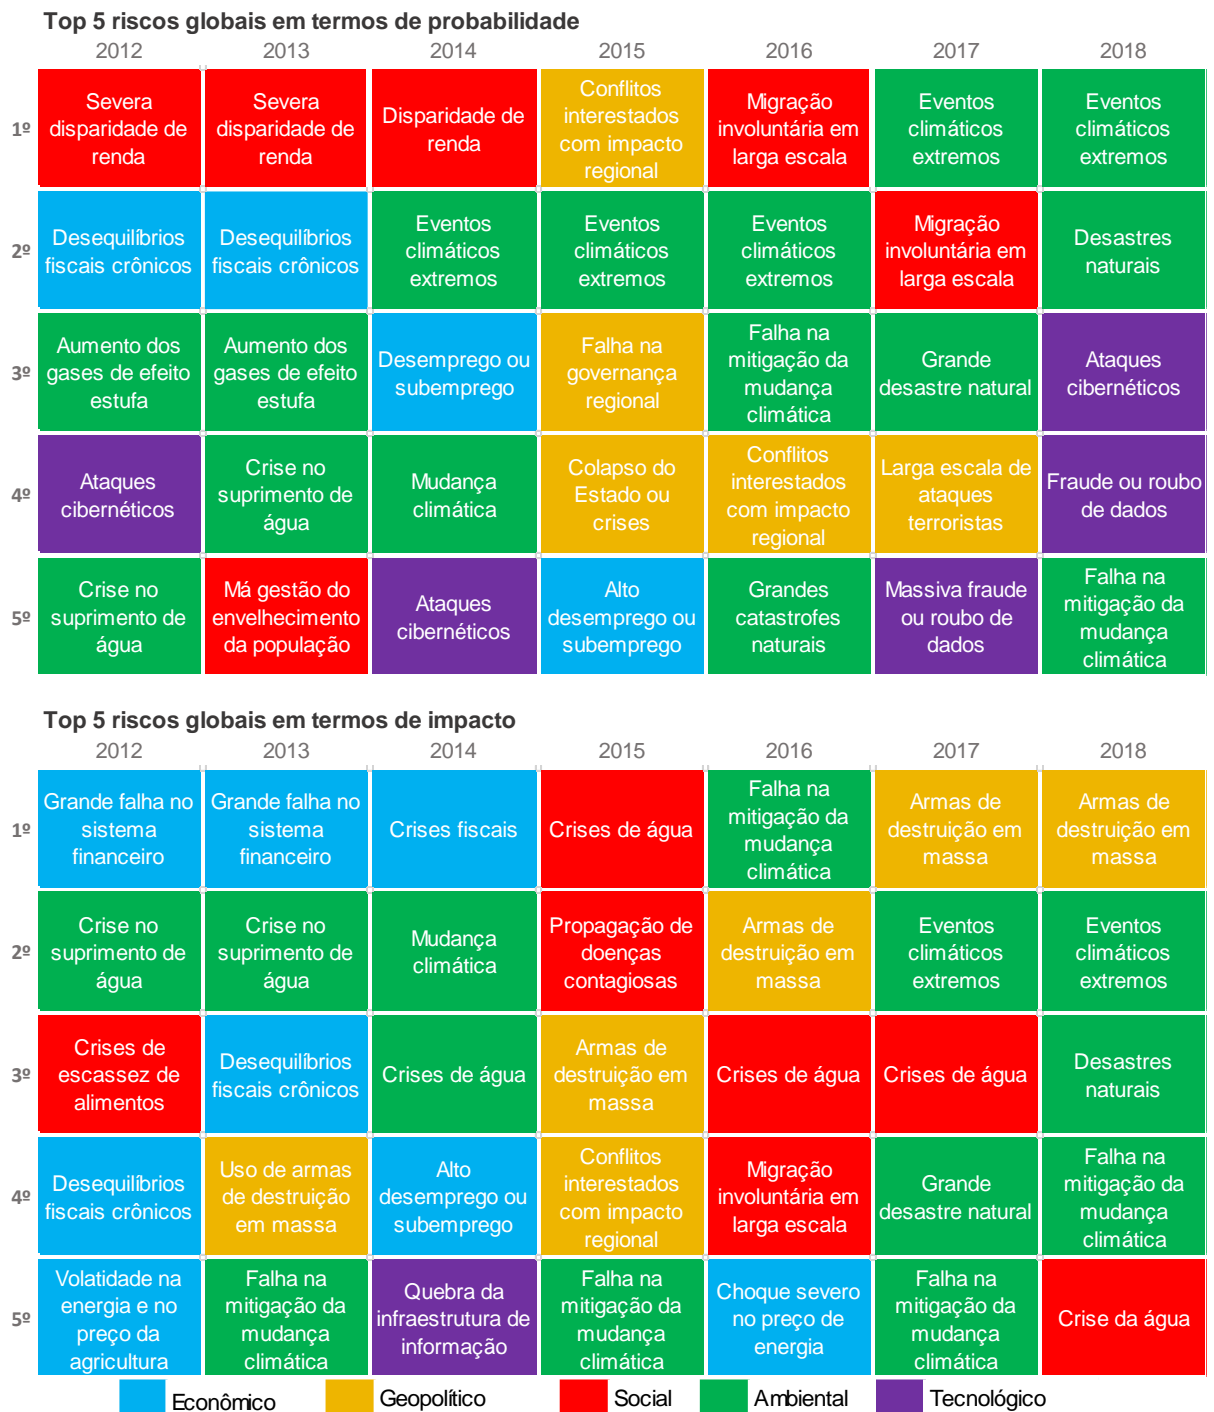 Top 5 riscos globais em termos de probabilidade
2012 2013 2014 2015 2016 2017 2018
1º
Severa
disparidade de
renda
Severa
disparidade de
renda
Disparidade de
renda
Conflitos
interestados
com impacto
regional
Migração
involuntária em
larga escala
Eventos
climáticos
extremos
Eventos
climáticos
extremos
2º
Desequilíbrios
fiscais crônicos
Desequilíbrios
fiscais crônicos
Eventos
climáticos
extremos
Eventos
climáticos
extremos
Eventos
climáticos
extremos
Migração
involuntária em
larga escala
Desastres
naturais
3º
Aumento dos
gases de efeito
estufa
Aumento dos
gases de efeito
estufa
Desemprego ou
subemprego
Falha na
governança
regional
Falha na
mitigação da
mudança
climática
Grande
desastre natural
Ataques
cibernéticos
4º
Ataques
cibernéticos
Crise no
suprimento de
água
Mudança
climática
Colapso do
Estado ou
crises
Conflitos
interestados
com impacto
regional
Larga escala de
ataques
terroristas
Fraude ou roubo
de dados
5º
Crise no
suprimento de
água
Má gestão do
envelhecimento
da população
Ataques
cibernéticos
Alto
desemprego ou
subemprego
Grandes
catastrofes
naturais
Massiva fraude
ou roubo de
dados
Falha na
mitigação da
mudança
climática
Top 5 riscos globais em termos de impacto
2012 2013 2014 2015 2016 2017 2018
1º
Grande falha no
sistema
financeiro
Grande falha no
sistema
financeiro
Crises fiscais
Crises de água
Falha na
mitigação da
mudança
climática
Armas de
destruição em
massa
Armas de
destruição em
massa
2º
Crise no
suprimento de
água
Crise no
suprimento de
água
Mudança
climática
Propagação de
doenças
contagiosas
Armas de
destruição em
massa
Eventos
climáticos
extremos
Eventos
climáticos
extremos
3º
Crises de
escassez de
alimentos
Desequilíbrios
fiscais crônicos
Crises de água
Armas de
destruição em
massa
Crises de água
Crises de água
Desastres
naturais
4º
Desequilíbrios
fiscais crônicos
Uso de armas
de destruição
em massa
Alto
desemprego ou
subemprego
Conflitos
interestados
com impacto
regional
Migração
involuntária em
larga escala
Grande
desastre natural
Falha na
mitigação da
mudança
climática
5º
Volatidade na
energia e no
preço da
agricultura
Falha na
mitigação da
mudança
climática
Quebra da
infraestrutura de
informação
Falha na
mitigação da
mudança
climática
Choque severo
no preço de
energia
Falha na
mitigação da
mudança
climática
Crise da água
Econômico Geopolítico Social Ambiental Tecnológico